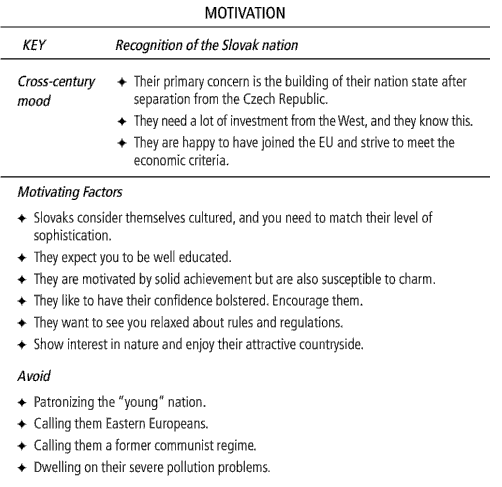 MOTIVATION
KEY Recognition of the Slovak nation
Cross-century mood
✦ Their primary concern is the building of their nation state after
separation from the Czech Republic.
✦ They need a lot of investment from the West, and they know this.
✦ They are happy to have joined the EU and strive to meet the
economic criteria.
Motivating Factors
✦ Slovaks consider themselves cultured, and you need to match their level of
sophistication.
✦ They expect you to be well educated.
✦ They are motivated by solid achievement but are also susceptible to charm.
✦ They like to have their confidence bolstered. Encourage them.
✦ They want to see you relaxed about rules and regulations.
✦ Show interest in nature and enjoy their attractive countryside.
Avoid
✦ Patronizing the “young” nation.
✦ Calling them Eastern Europeans.
✦ Calling them a former communist regime.
✦ Dwelling on their severe pollution problems.